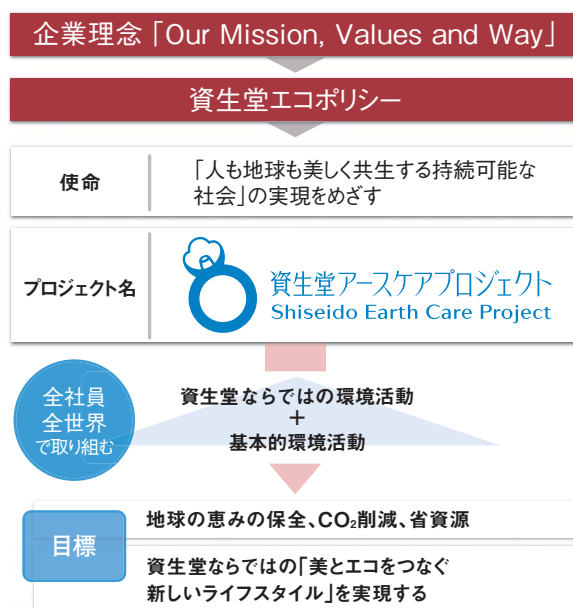 企業理念「Our Mission, Values and Way」
資生堂エコポリシー
使命
「人も地球も美しく共生する持続可能な
社会」の実現をめざす
プロジェクト名
資生堂アースケアプロジェクト
Shiseido Earth Care Project
全社員
全世界
で取り組む
資生堂ならではの環境活動
+
基本的環境活動
目標
地球の恵みの保全、CO₂削減、省資源
資生堂ならではの「美とエコをつなぐ
新しいライフスタイル」を実現する